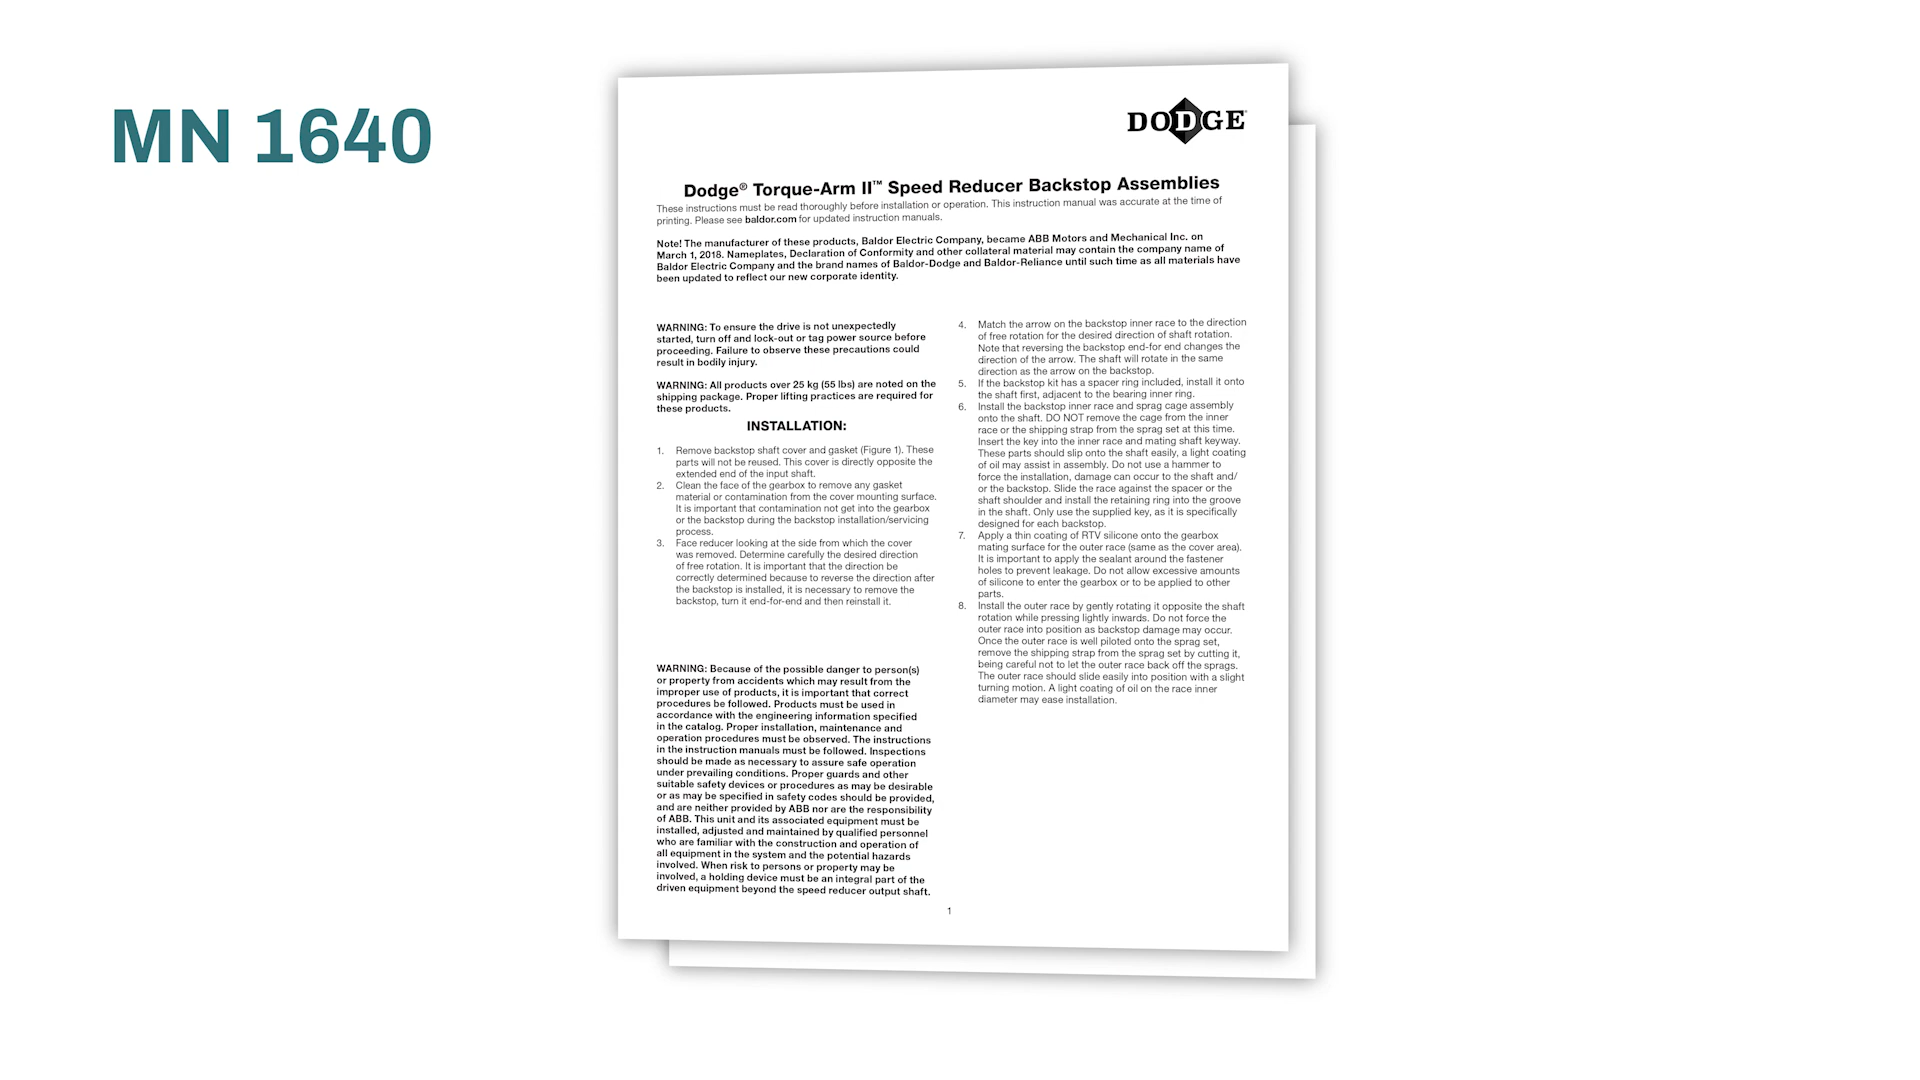 MN 1640
DODGE
Dodge® Torque-Arm II™ Speed Reducer Backstop Assemblies
These instructions must be read thoroughly before installation or operation. This instruction manual was accurate at the time of
printing. Please see baldor.com for updated instruction manuals.
Note! The manufacturer of these products, Baldor Electric Company, became ABB Motors and Mechanical Inc. on
March 1, 2018. Nameplates, Declaration of Conformity and other collateral material may contain the company name of
Baldor Electric Company and the brand names of Baldor-Dodge and Baldor-Reliance until such time as all materials have
been updated to reflect our new corporate identity.
WARNING: To ensure the drive is not unexpectedly
started, turn off and lock-out or tag power source before
proceeding. Failure to observe these precautions could
result in bodily injury.
WARNING: All products over 25 kg (55 lbs) are noted on the
shipping package. Proper lifting practices are required for
these products.
INSTALLATION:
1. Remove backstop shaft cover and gasket (Figure 1). These
parts will not be reused. This cover is directly opposite the
extended end of the input shaft.
2. Clean the face of the gearbox to remove any gasket
material or contamination from the cover mounting surface.
It is important that contamination not get into the gearbox
or the backstop during the backstop installation/servicing
process.
3. Face reducer looking at the side from which the cover
was removed. Determine carefully the desired direction
of free rotation. It is important that the direction be
correctly determined because to reverse the direction after
the backstop is installed, it is necessary to remove the
backstop, turn it end-for-end and then reinstall it.
WARNING: Because of the possible danger to person(s)
or property from accidents which may result from the
improper use of products, it is important that correct
procedures be followed. Products must be used in
accordance with the engineering information specified
in the catalog. Proper installation, maintenance and
operation procedures must be observed. The instructions
in the instruction manuals must be followed. Inspections
should be made as necessary to assure safe operation
under prevailing conditions. Proper guards and other
suitable safety devices or procedures as may be desirable
or as may be specified in safety codes should be provided,
and are neither provided by ABB nor are the responsibility
of ABB. This unit and its associated equipment must be
installed, adjusted and maintained by qualified personnel
who are familiar with the construction and operation of
all equipment in the system and the potential hazards
involved. When risk to persons or property may be
involved, a holding device must be an integral part of the
driven equipment beyond the speed reducer output shaft.
4. Match the arrow on the backstop inner race to the direction
of free rotation for the desired direction of shaft rotation.
Note that reversing the backstop end-for end changes the
direction of the arrow. The shaft will rotate in the same
direction as the arrow on the backstop.
5. If the backstop kit has a spacer ring included, install it onto
the shaft first, adjacent to the bearing inner ring.
6. Install the backstop inner race and sprag cage assembly
onto the shaft. DO NOT remove the cage from the inner
race or the shipping strap from the sprag set at this time.
Insert the key into the inner race and mating shaft keyway.
These parts should slip onto the shaft easily, a light coating
of oil may assist in assembly. Do not use a hammer to
force the installation, damage can occur to the shaft and/
or the backstop. Slide the race against the spacer or the
shaft shoulder and install the retaining ring into the groove
in the shaft. Only use the supplied key, as it is specifically
designed for each backstop.
7. Apply a thin coating of RTV silicone onto the gearbox
mating surface for the outer race (same as the cover area).
It is important to apply the sealant around the fastener
holes to prevent leakage. Do not allow excessive amounts
of silicone to enter the gearbox or to be applied to other
parts.
8. Install the outer race by gently rotating it opposite the shaft
rotation while pressing lightly inwards. Do not force the
outer race into position as backstop damage may occur.
Once the outer race is well piloted onto the sprag set,
remove the shipping strap from the sprag set by cutting it,
being careful not to let the outer race back off the sprags.
The outer race should slide easily into position with a slight
turning motion. A light coating of oil on the race inner
diameter may ease installation.
1